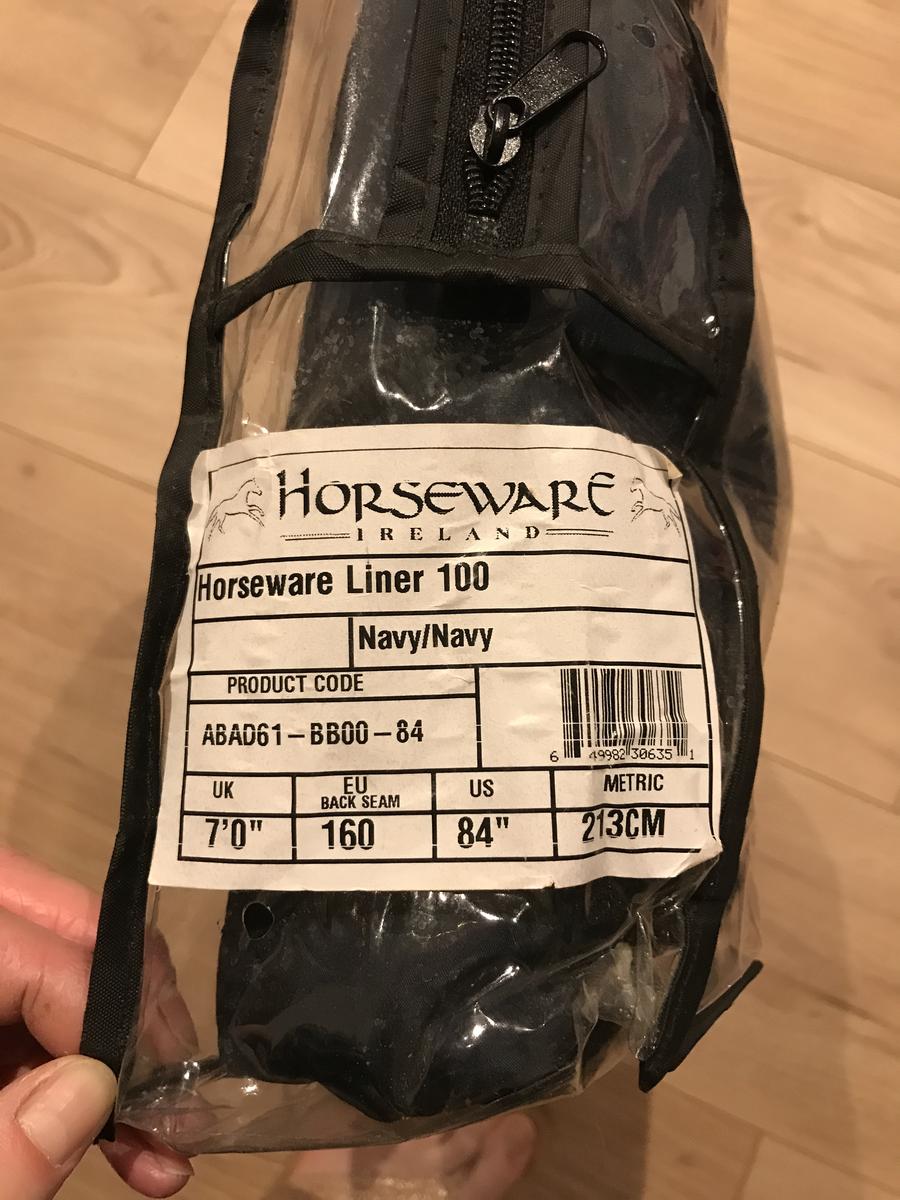 HORSEWARE
IRELAND
Horseware Liner 100
Navy/Navy
PRODUCT CODE
ABAD61-BB00-84
6 49982 30635 1
UK EU US METRIC
BACK SEAM
7'0" 160 84" 213CM